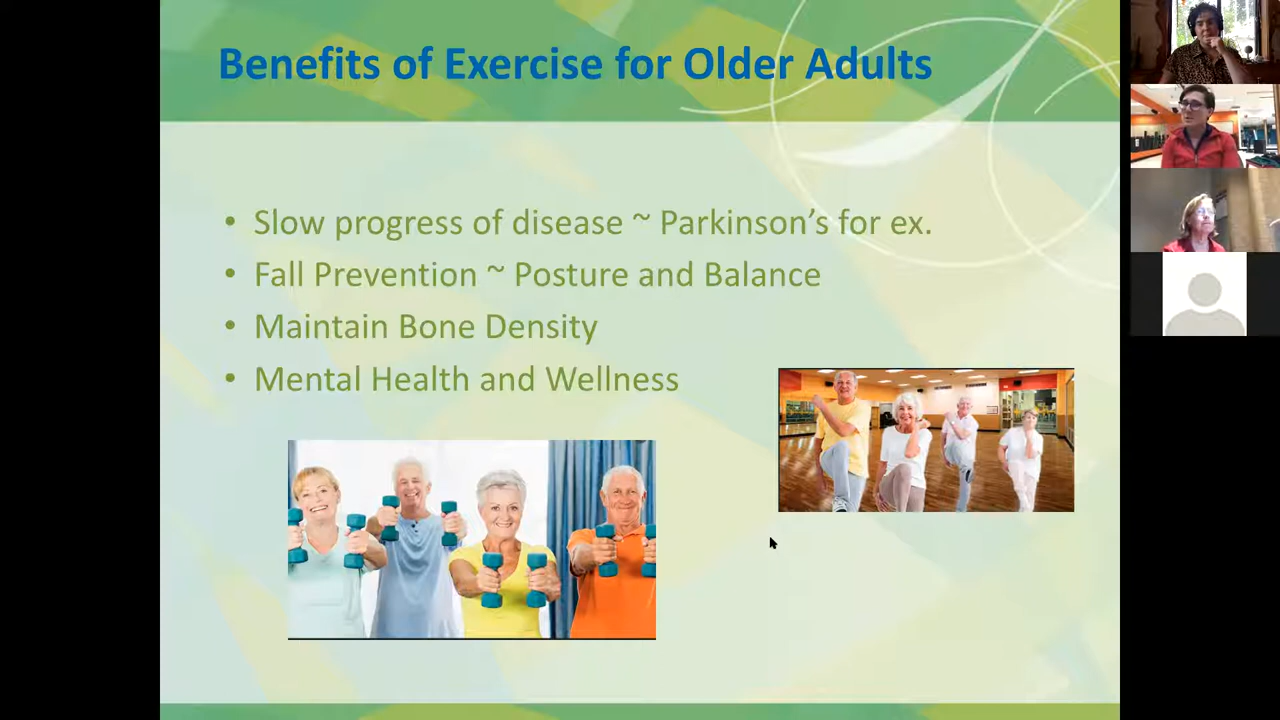 Benefits of Exercise for Older Adults
• Slow progress of disease ~ Parkinson’s for ex.
• Fall Prevention ~ Posture and Balance
• Maintain Bone Density
• Mental Health and Wellness